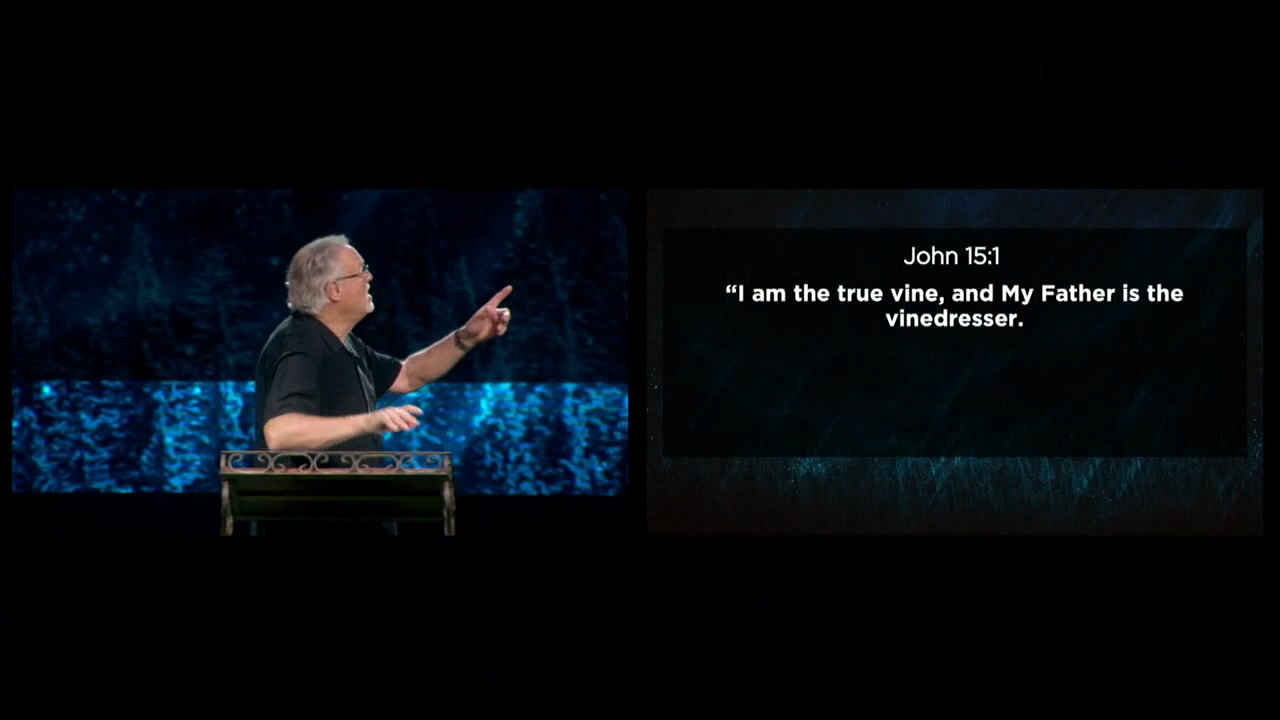 John 15:1
“I am the true vine, and My Father is the
vinedresser.